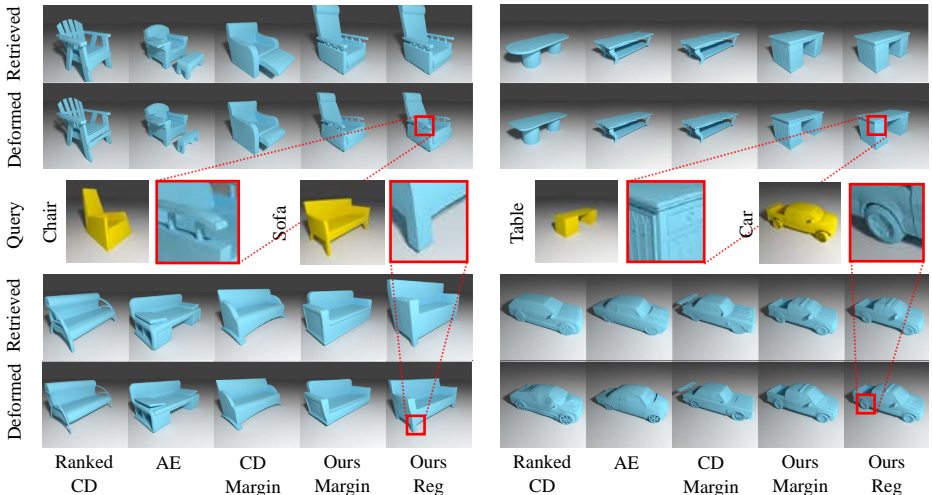 Retrieved
Deformed
Query
Chair
Sofa
Table
Car
Retrieved
Deformed
Ranked CD
AE
CD Margin
Ours Margin
Ours Reg
Ranked CD
AE
CD Margin
Ours Margin
Ours Reg